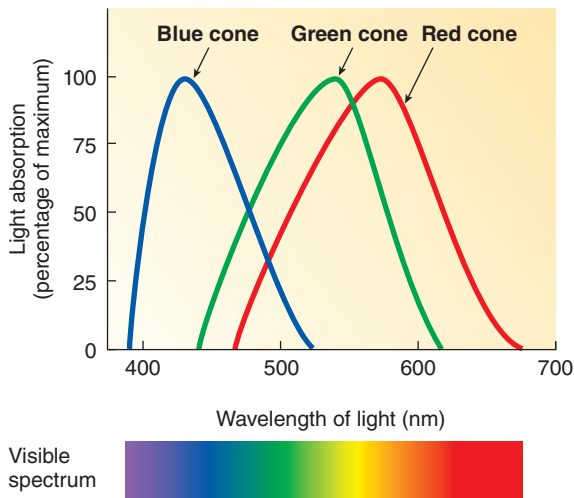 Blue cone Green cone Red cone
Light absorption
(percentage of maximum)
100
75
50
25
0
400 500 600 700
Wavelength of light (nm)
Visible
spectrum